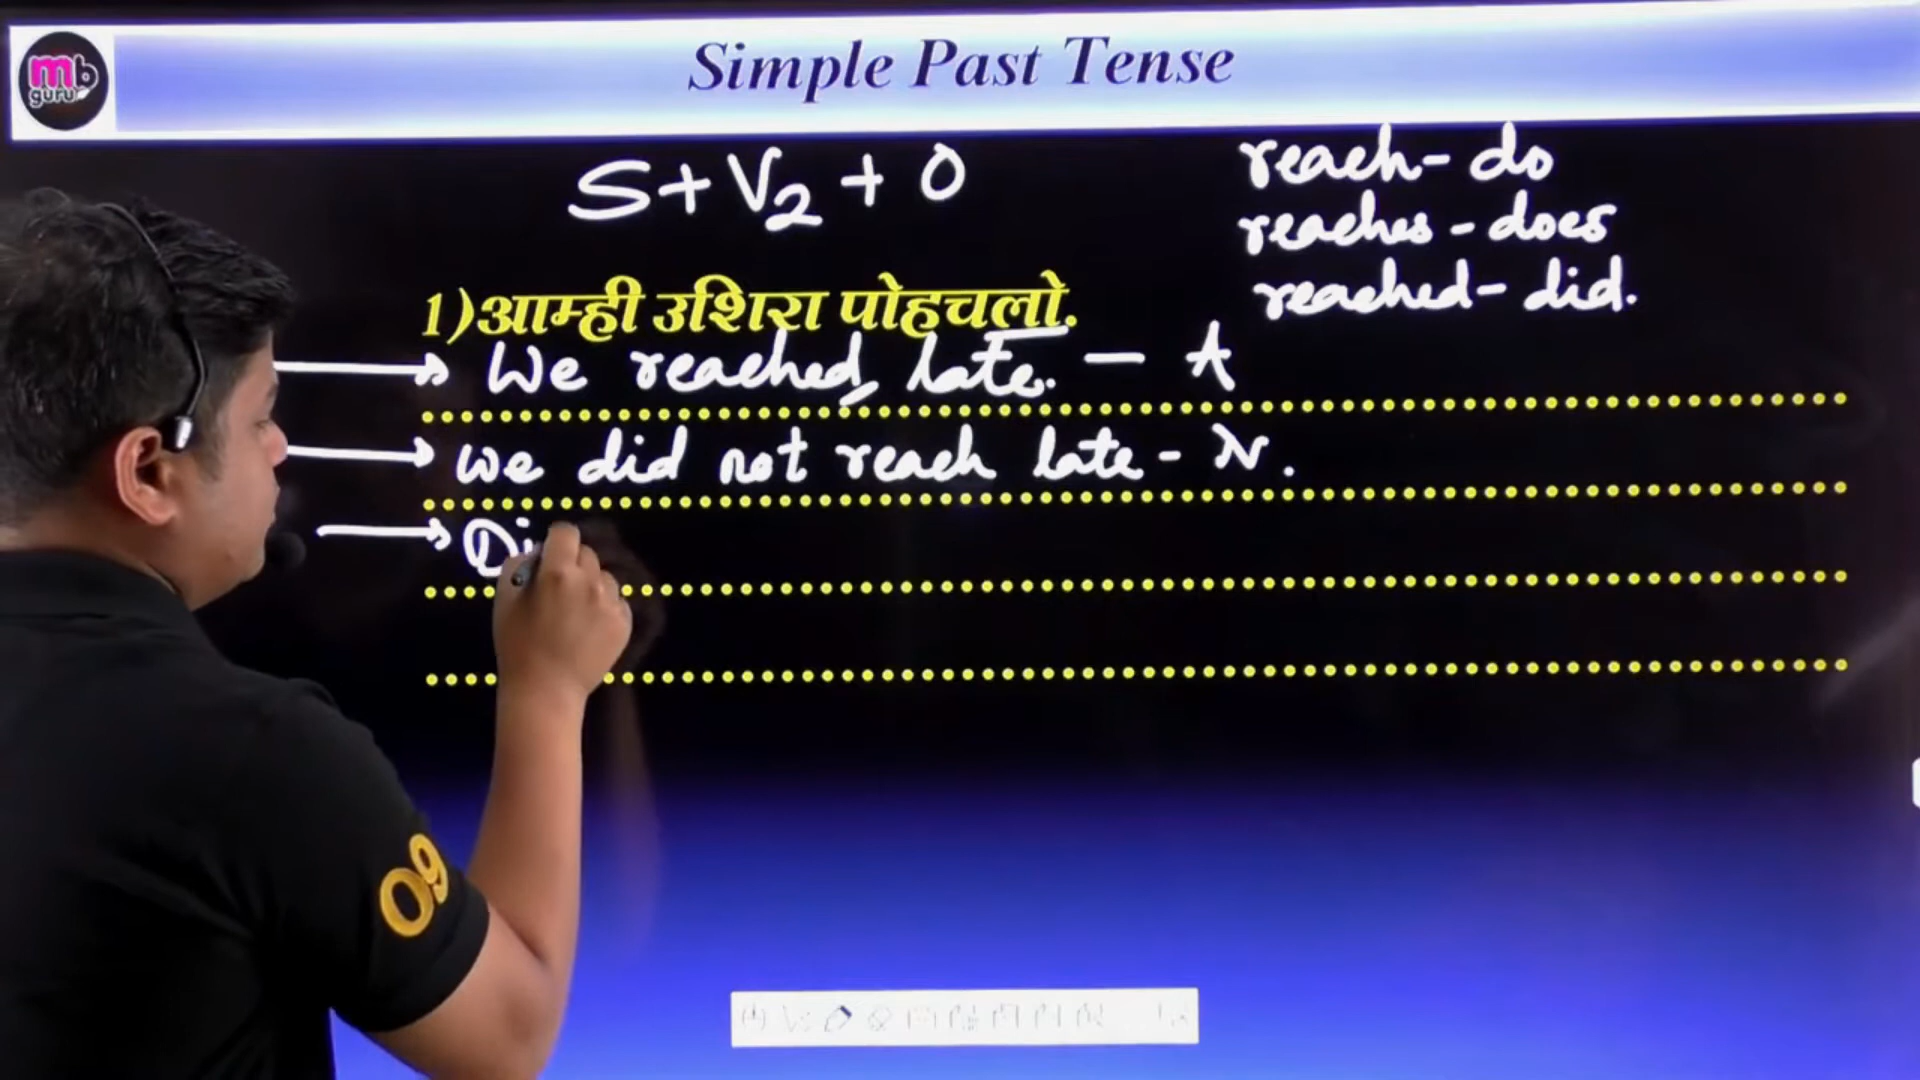 mb
guru
Simple Past Tense
S + V2 + O
reach - do
reaches - does
reached - did.
1) आम्ही उशिरा पोहचलो.
We reached late. - A
we did not reach late - N.
Di
09